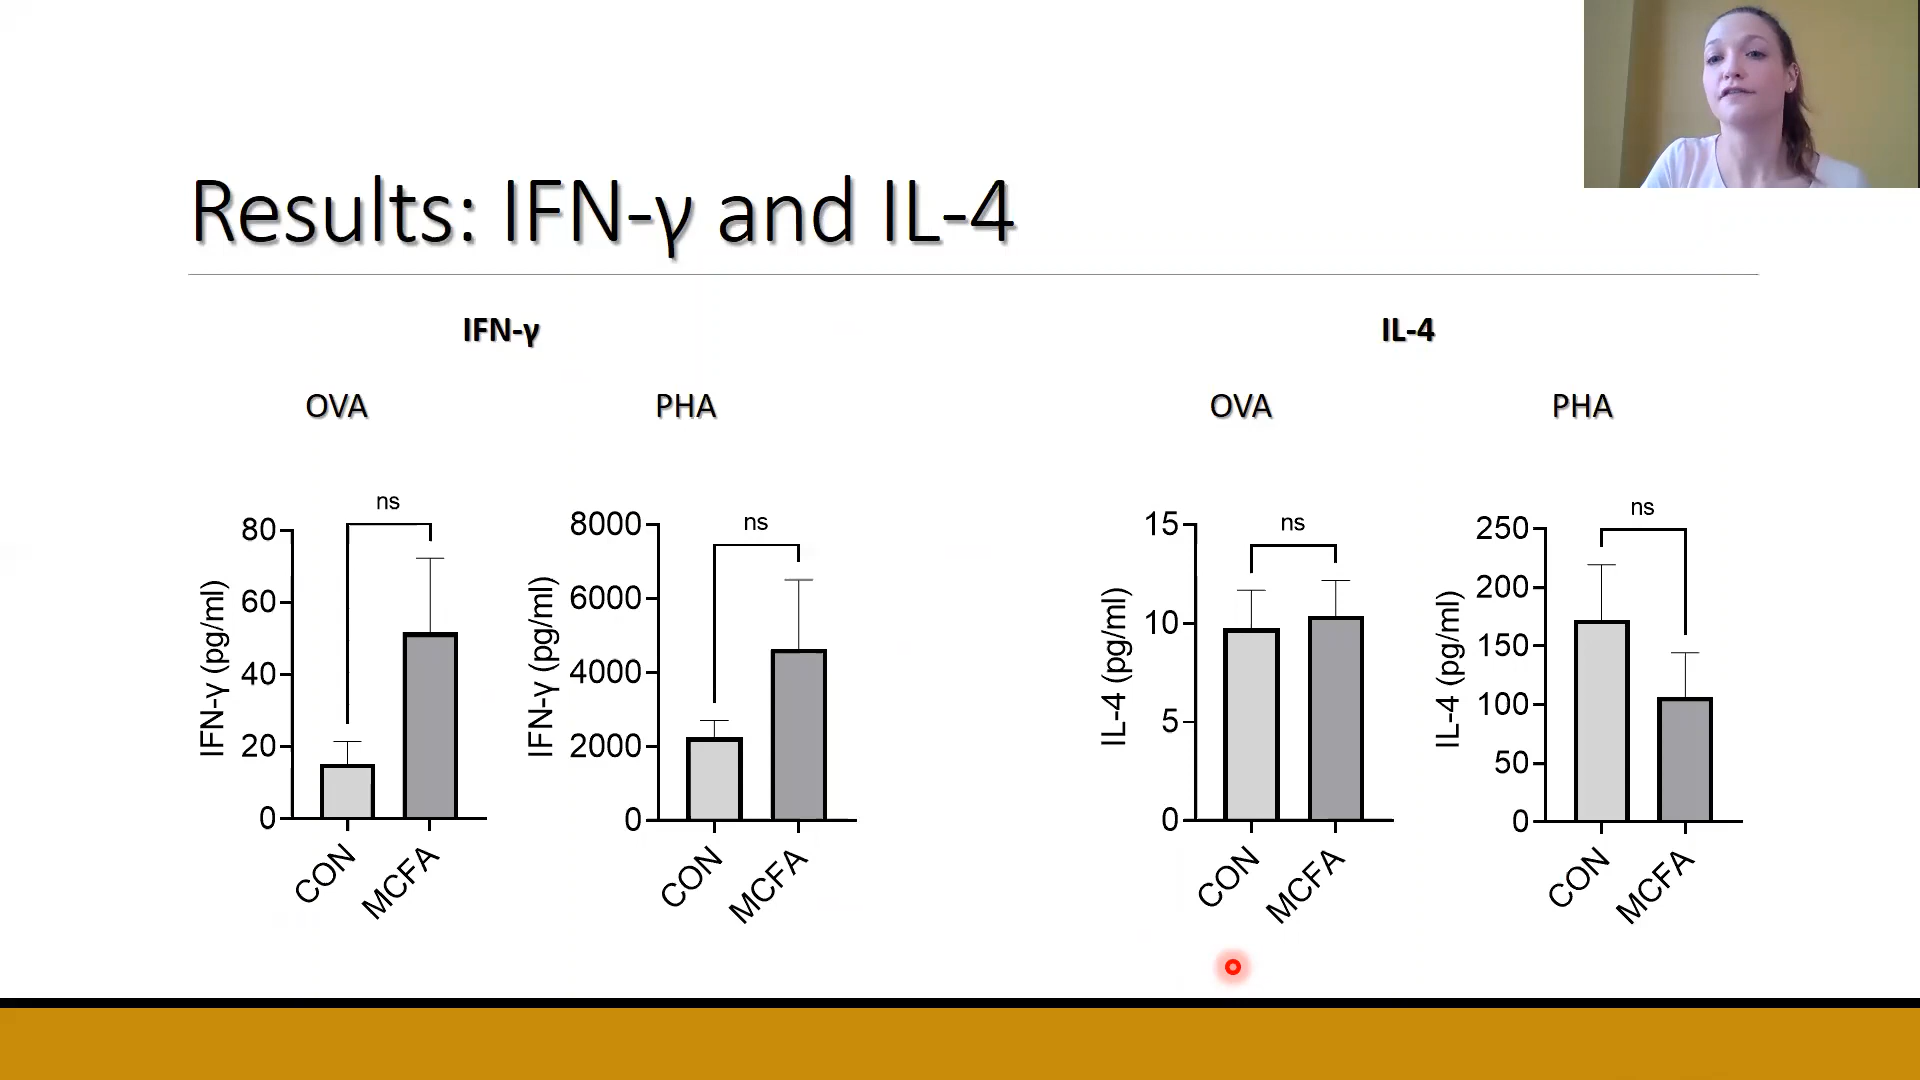 Results: IFN-γ and IL-4
IFN-γ
IL-4
OVA
PHA
OVA
PHA
ns
80
60
40
20
0
IFN-γ (pg/ml)
CON
MCFA
ns
8000
6000
4000
2000
0
IFN-γ (pg/ml)
CON
MCFA
ns
15
10
5
0
IL-4 (pg/ml)
CON
MCFA
ns
250
200
150
100
50
0
IL-4 (pg/ml)
CON
MCFA